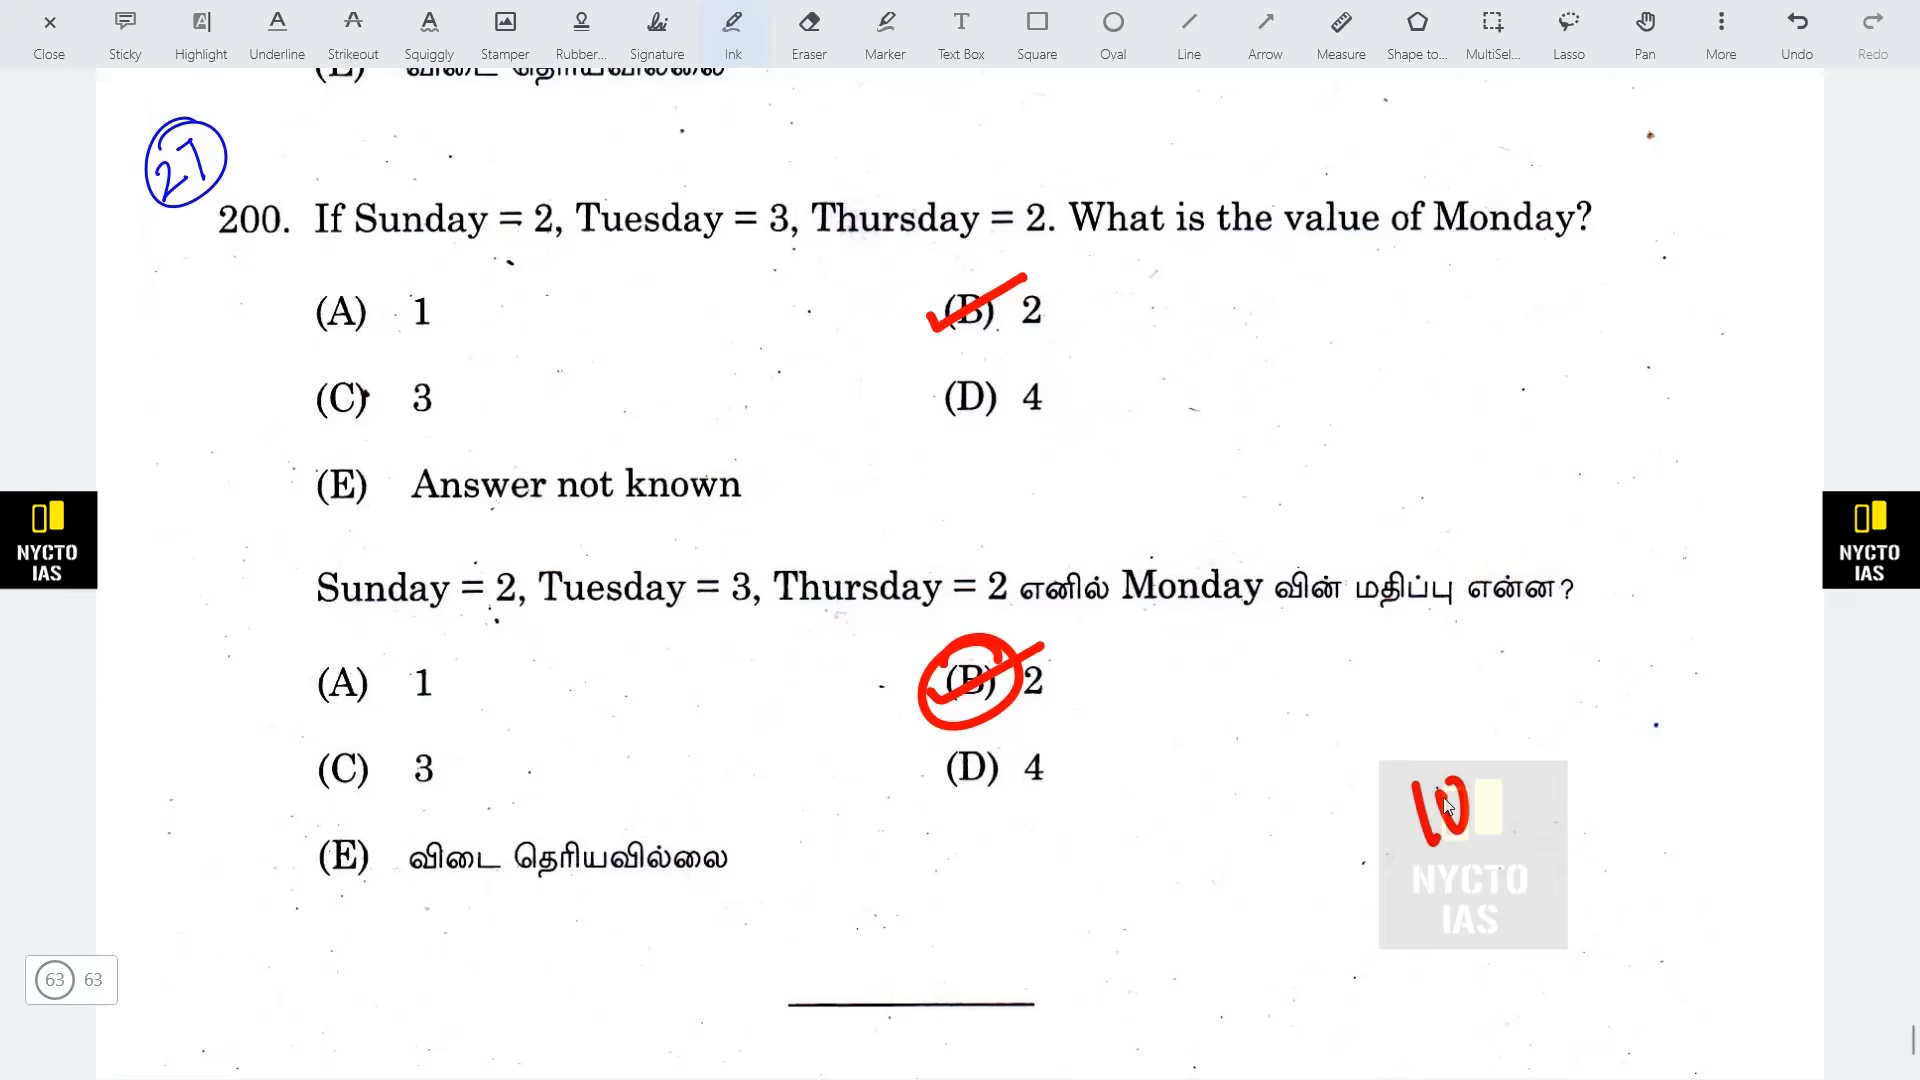 Close Sticky Highlight Underline Strikeout Squiggly Stamper Rubber... Signature Ink Eraser Marker Text Box Square Oval Line Arrow Measure Shape to... MultiSel... Lasso Pan More Undo Redo
(E) விடை தெரியவில்லை
27
200. If Sunday = 2, Tuesday = 3, Thursday = 2. What is the value of Monday?
(A) 1 (B) 2
(C) 3 (D) 4
(E) Answer not known
NYCTO
IAS
NYCTO
IAS
Sunday = 2, Tuesday = 3, Thursday = 2 எனில் Monday வின் மதிப்பு என்ன?
(A) 1 (B) 2
(C) 3 (D) 4
(E) விடை தெரியவில்லை
10
NYCTO
IAS
63 63